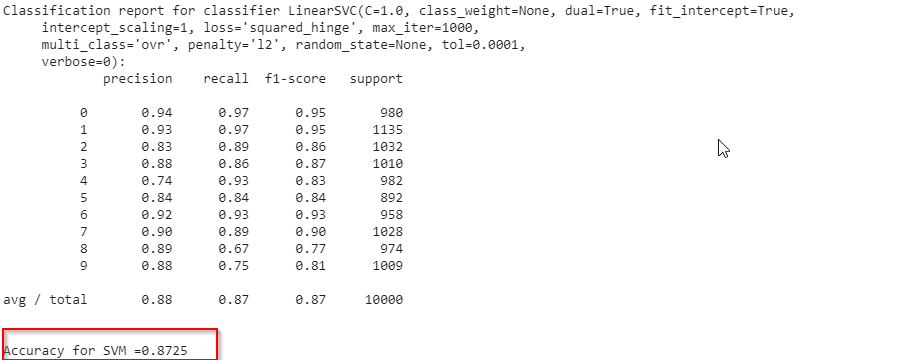 Classification report for classifier LinearSVC(C=1.0, class_weight=None, dual=True, fit_intercept=True,
intercept_scaling=1, loss='squared_hinge', max_iter=1000,
multi_class='ovr', penalty='l2', random_state=None, tol=0.0001,
verbose=0):
precision recall f1-score support
0 0.94 0.97 0.95 980
1 0.93 0.97 0.95 1135
2 0.83 0.89 0.86 1032
3 0.88 0.86 0.87 1010
4 0.74 0.93 0.83 982
5 0.84 0.84 0.84 892
6 0.92 0.93 0.93 958
7 0.90 0.89 0.90 1028
8 0.89 0.67 0.77 974
9 0.88 0.75 0.81 1009
avg / total 0.88 0.87 0.87 10000
Accuracy for SVM =0.8725